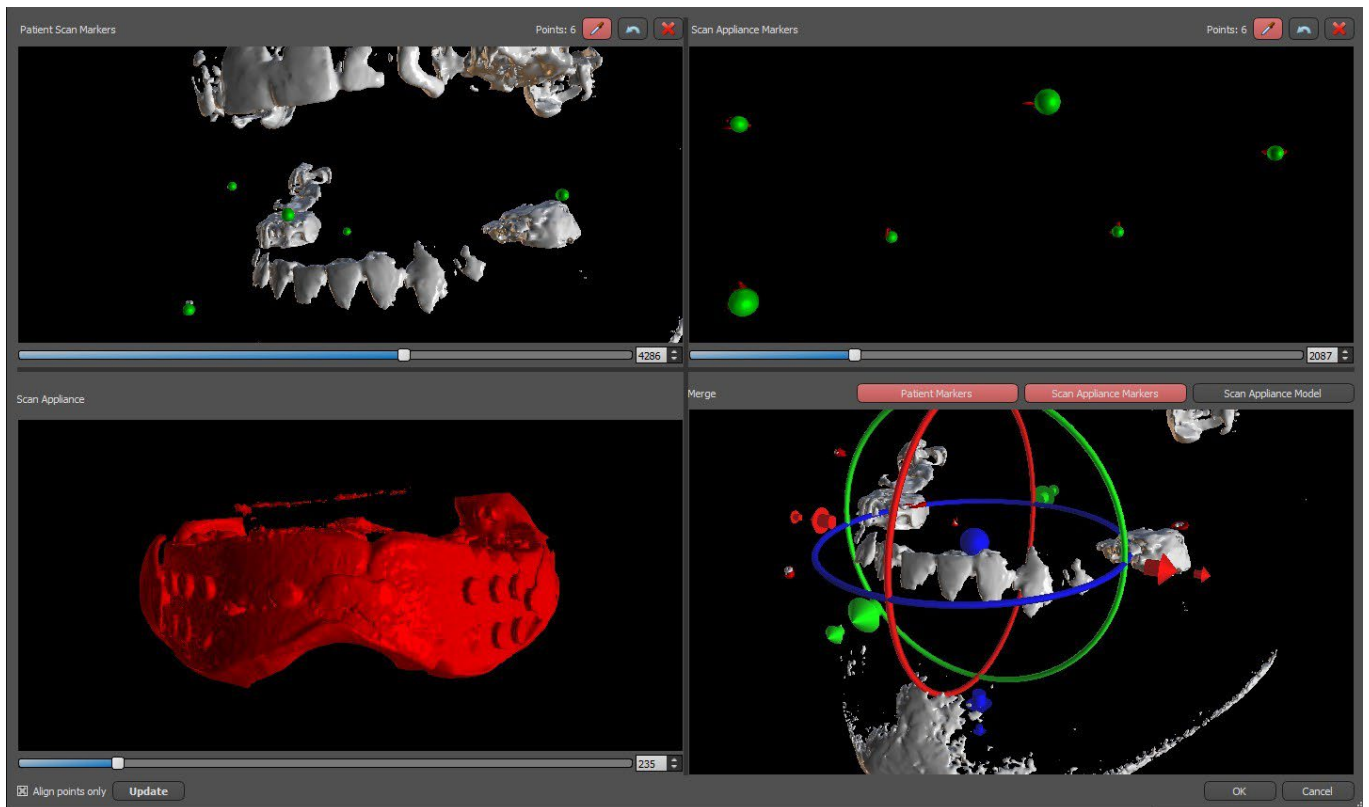 Patient Scan Markers
Points: 6
Scan Appliance Markers
Points: 6
4286
2087
Scan Appliance
Merge
Patient Markers
Scan Appliance Markers
Scan Appliance Model
235
Align points only
Update
OK
Cancel